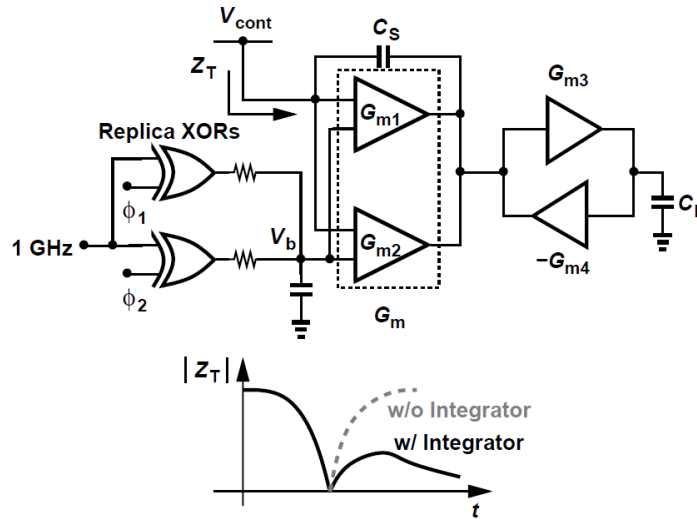 V_cont
C_S
Z_T
G_m1
G_m3
Replica XORs
ϕ_1
1 GHz
V_b
G_m2
−G_m4
ϕ_2
G_m
|Z_T|
w/o Integrator
w/ Integrator
t